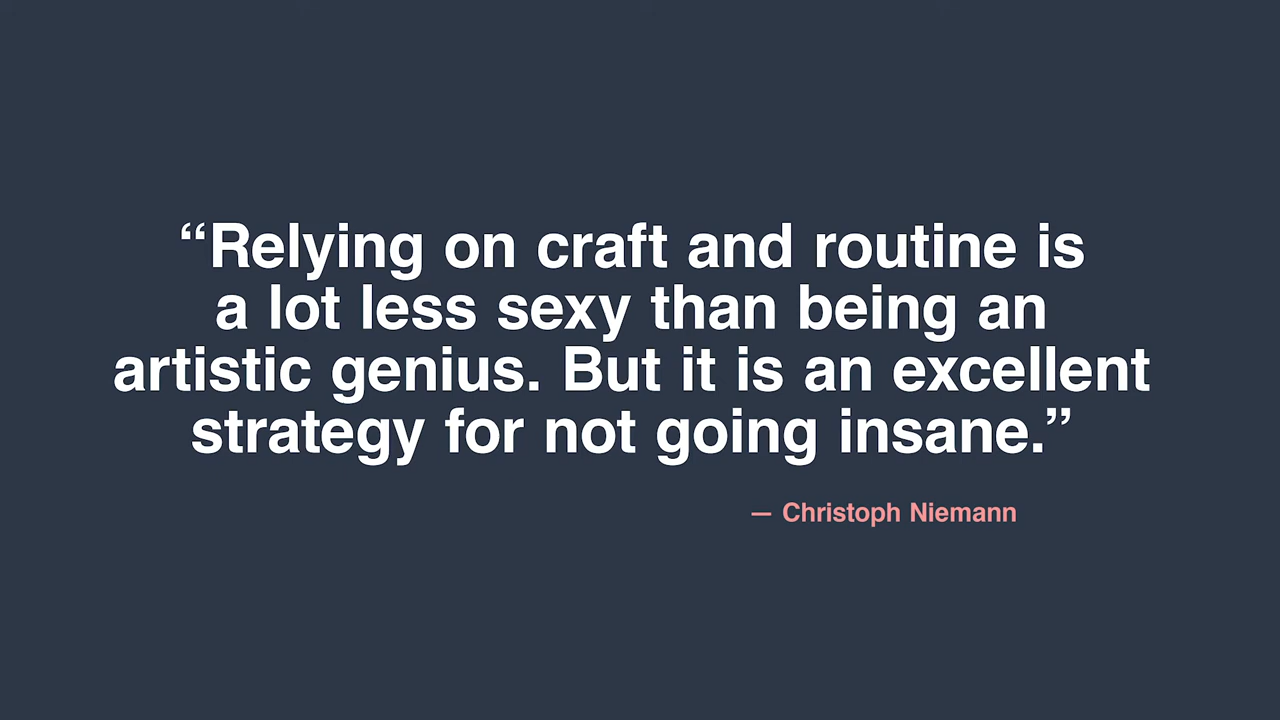 “Relying on craft and routine is
a lot less sexy than being an
artistic genius. But it is an excellent
strategy for not going insane.”
— Christoph Niemann